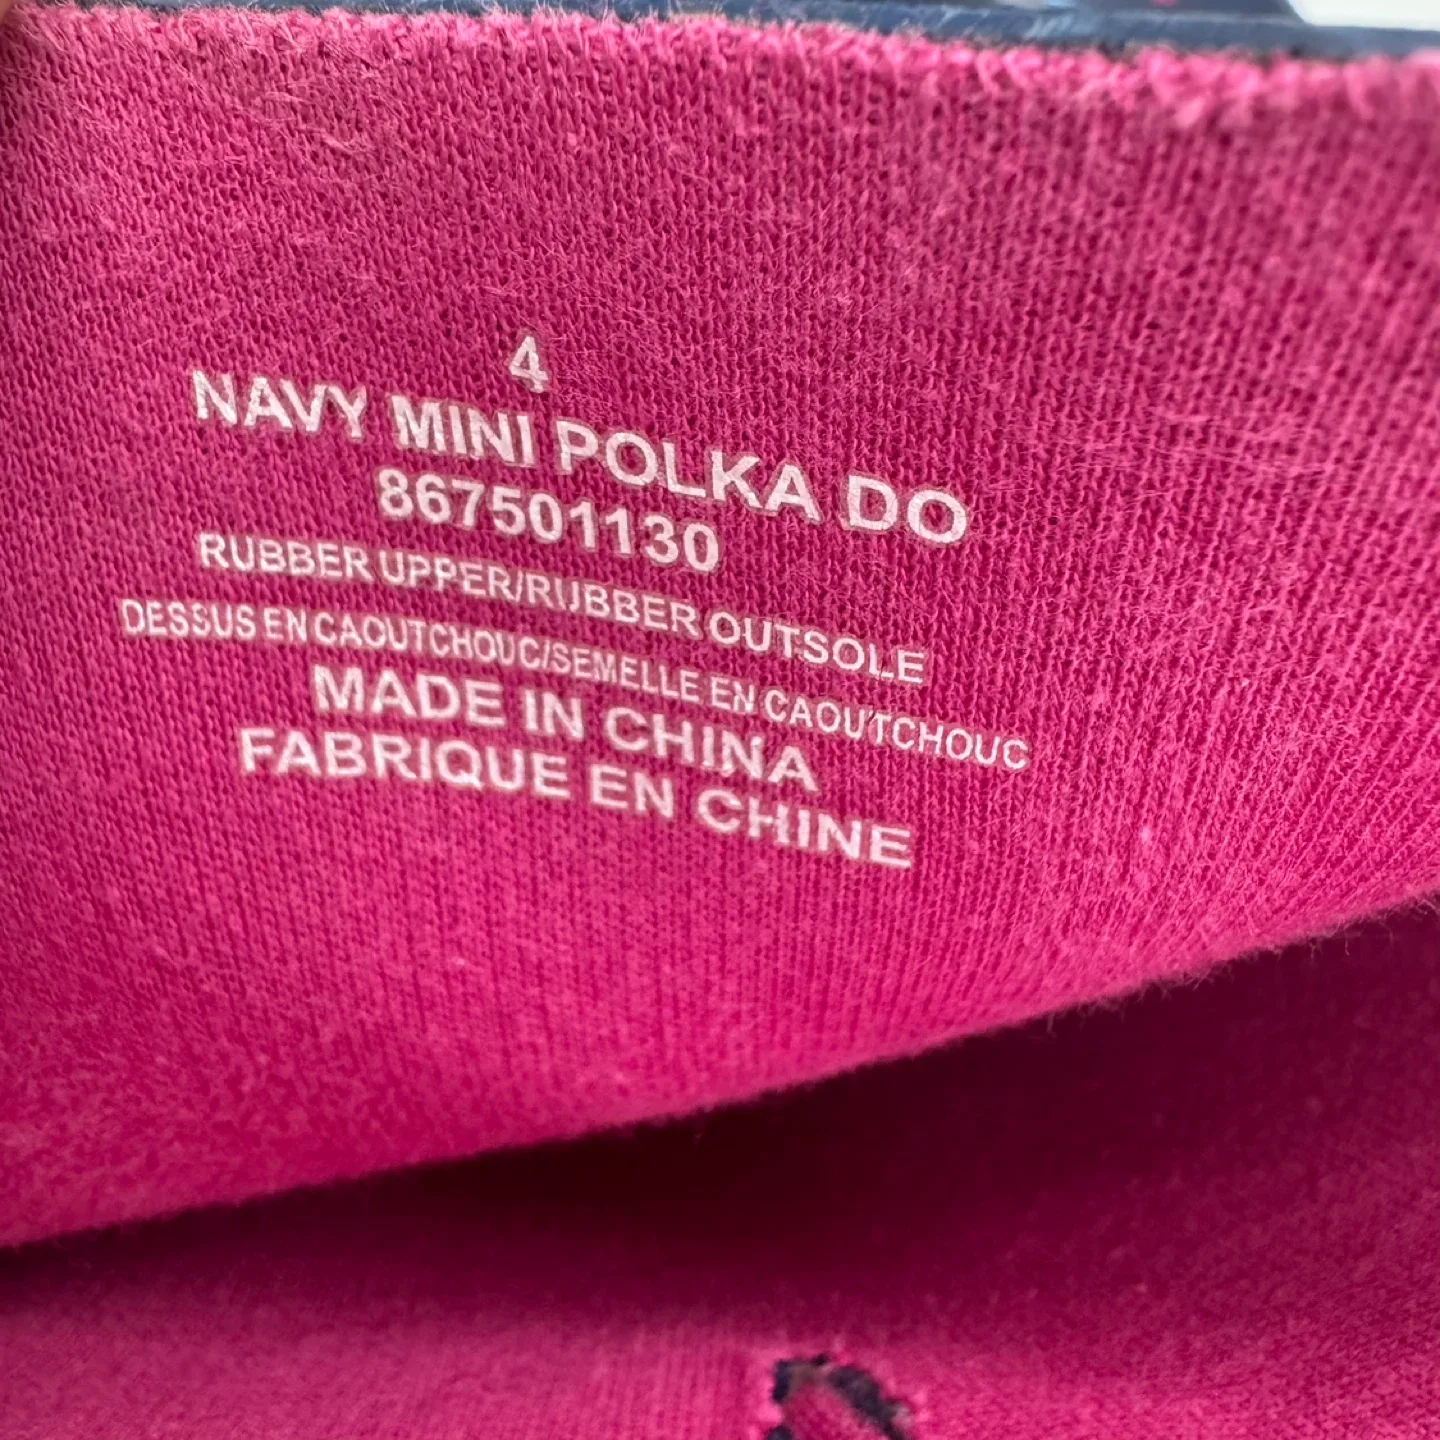 4
NAVY MINI POLKA DO
867501130
RUBBER UPPER/RUBBER OUTSOLE
DESSUS EN CAOUTCHOUC/SEMELLE EN CAOUTCHOUC
MADE IN CHINA
FABRIQUE EN CHINE